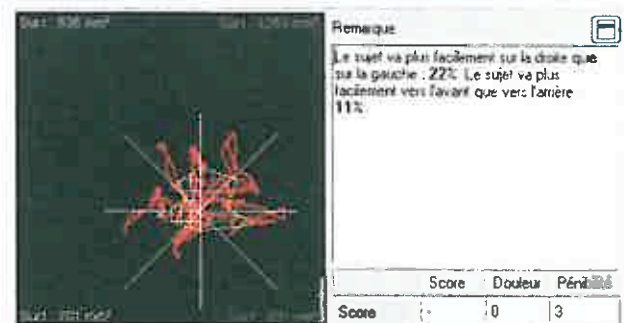 Remarque
Le sujet va plus facilement sur la droite que
sur la gauche : 22% Le sujet va plus
facilement vers l'avant que vers l'arrière
11%
Score Douleur Pénibilité
Score - 0 3